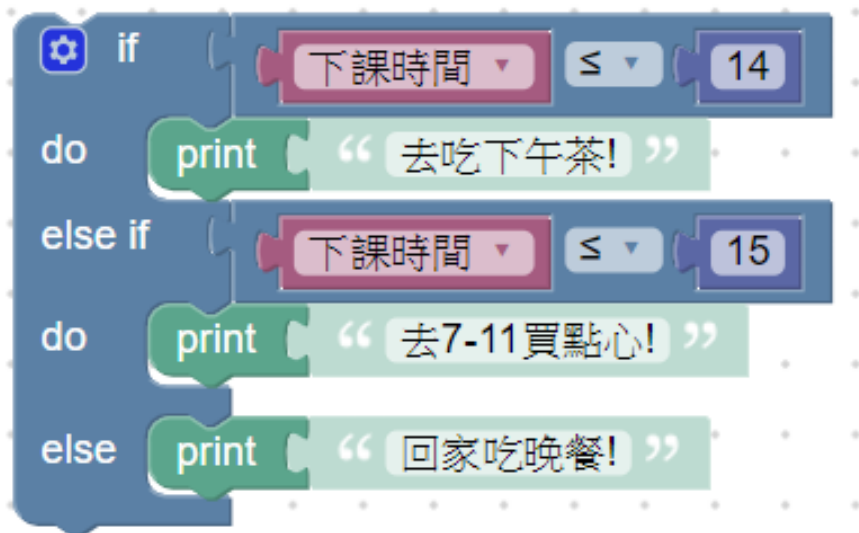 if 下課時間 ≤ 14
do print “ 去吃下午茶! ”
else if 下課時間 ≤ 15
do print “ 去7-11買點心! ”
else print “ 回家吃晚餐! ”